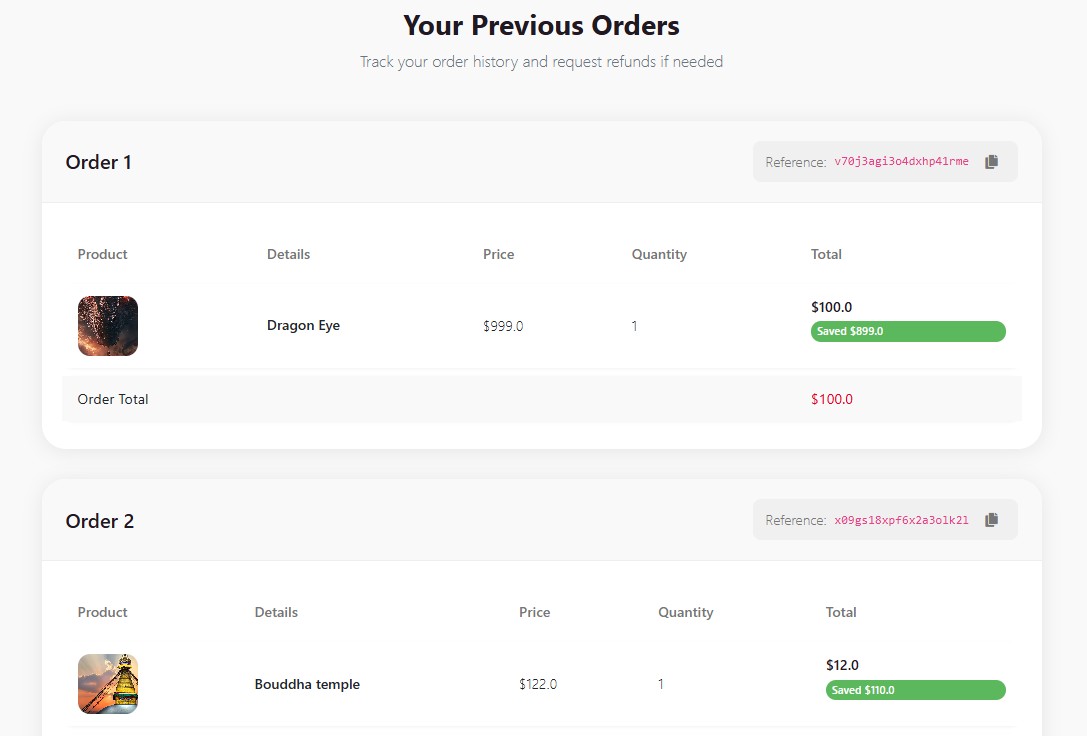 Your Previous Orders
Track your order history and request refunds if needed
Order 1
Reference: v70j3agi3o4dxhp41rme
Product Details Price Quantity Total
Dragon Eye $999.0 1 $100.0
Saved $899.0
Order Total $100.0
Order 2
Reference: x09gs18xpf6x2a3olk2l
Product Details Price Quantity Total
Bouddha temple $122.0 1 $12.0
Saved $110.0